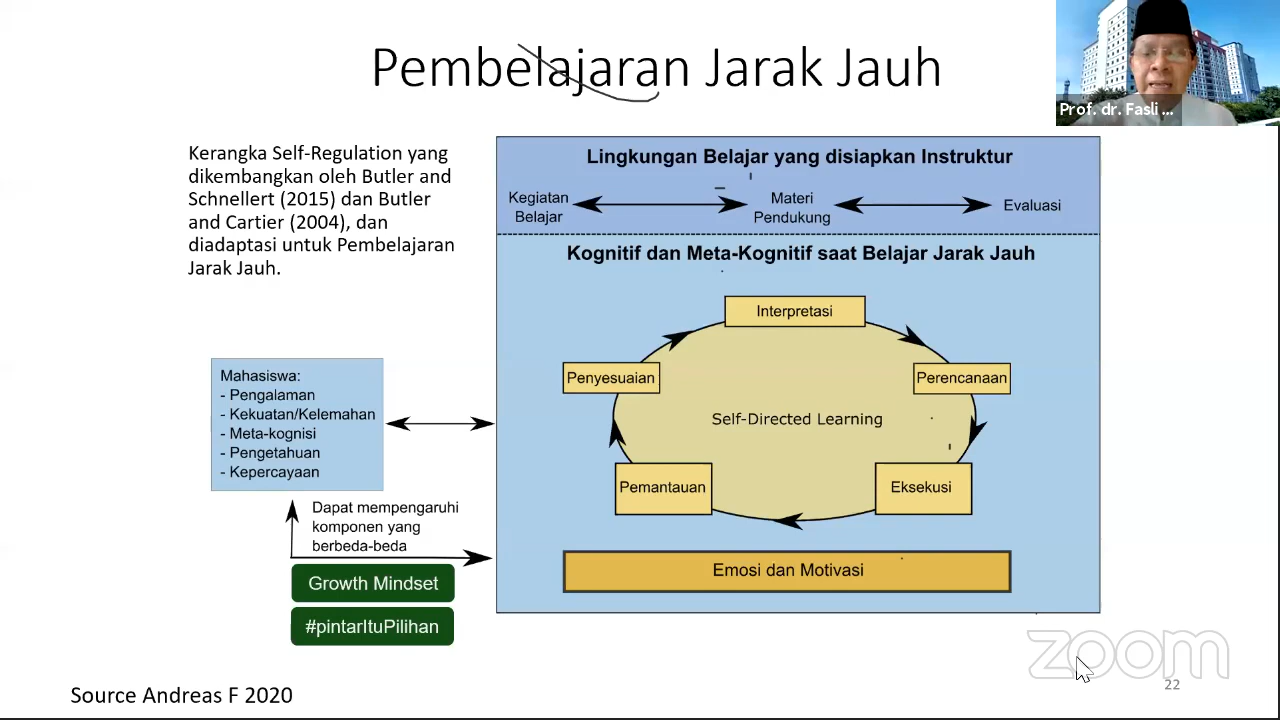 Pembelajaran Jarak Jauh
Prof. dr. Fasli ...
Kerangka Self-Regulation yang
dikembangkan oleh Butler and
Schnellert (2015) dan Butler
and Cartier (2004), dan
diadaptasi untuk Pembelajaran
Jarak Jauh.
Lingkungan Belajar yang disiapkan Instruktur
Kegiatan
Belajar
Materi
Pendukung
Evaluasi
Kognitif dan Meta-Kognitif saat Belajar Jarak Jauh
Interpretasi
Penyesuaian
Perencanaan
Self-Directed Learning
Pemantauan
Eksekusi
Emosi dan Motivasi
Mahasiswa:
- Pengalaman
- Kekuatan/Kelemahan
- Meta-kognisi
- Pengetahuan
- Kepercayaan
Dapat mempengaruhi
komponen yang
berbeda-beda
Growth Mindset
#pintarItuPilihan
zoom
22
Source Andreas F 2020